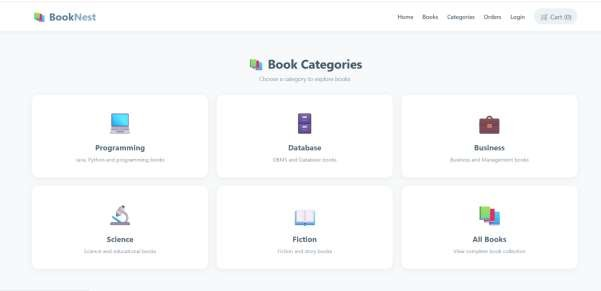 BookNest
Home Books Categories Orders Login Cart (0)
Book Categories
Choose a category to explore books
Programming
Java, Python and programming books
Database
DBMS and Database books
Business
Business and Management books
Science
Science and educational books
Fiction
Fiction and story books
All Books
View complete book collection